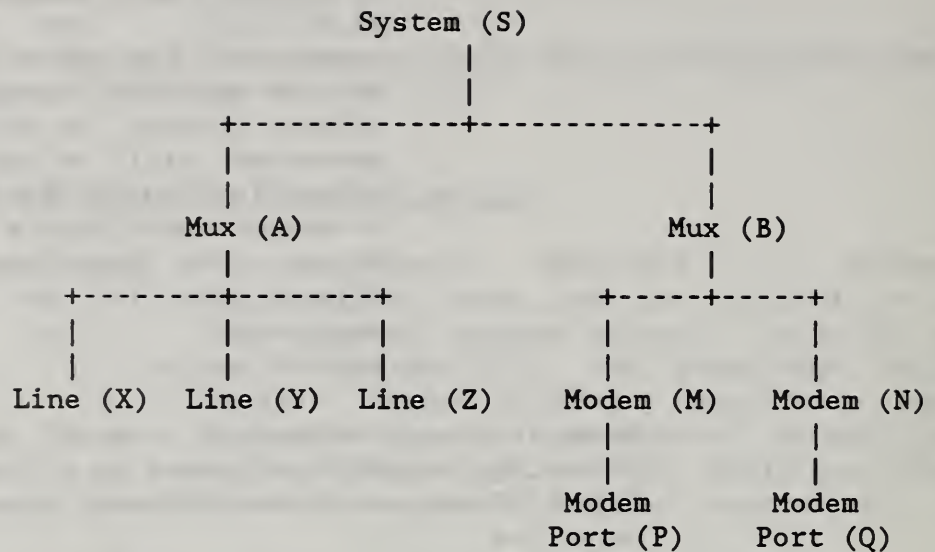 System (S)
Mux (A) Mux (B)
Line (X) Line (Y) Line (Z) Modem (M) Modem (N)
Modem Modem
Port (P) Port (Q)